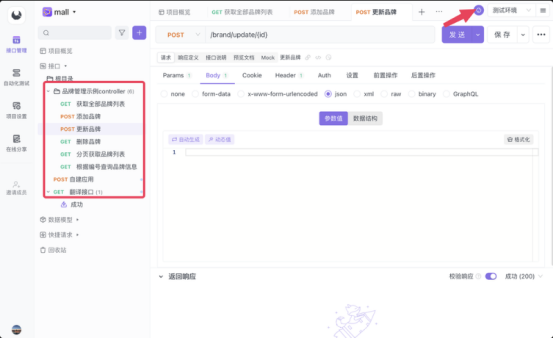 mall
项目概览
获取全部品牌列表
POST 添加品牌
POST 更新品牌
测试环境
接口管理
自动化测试
项目设置
在线分享
邀请成员
项目概览
接口
根目录
品牌管理示例controller (6)
GET 获取全部品牌列表
POST 添加品牌
POST 更新品牌
GET 删除品牌
GET 分页获取品牌列表
GET 根据编号查询品牌信息
POST 自建应用
GET 翻译接口 (1)
成功
数据模型
快捷请求
回收站
POST /brand/update/{id}
发 送
保 存
请求 响应定义 接口说明 预览文档 Mock 更新品牌
Params 1 Body 1 Cookie Header 1 Auth 设置 前置操作 后置操作
none form-data x-www-form-urlencoded json xml raw binary GraphQL
参数值 数据结构
自动生成 动态值 格式化
1
返回响应
校验响应 成功 (200)